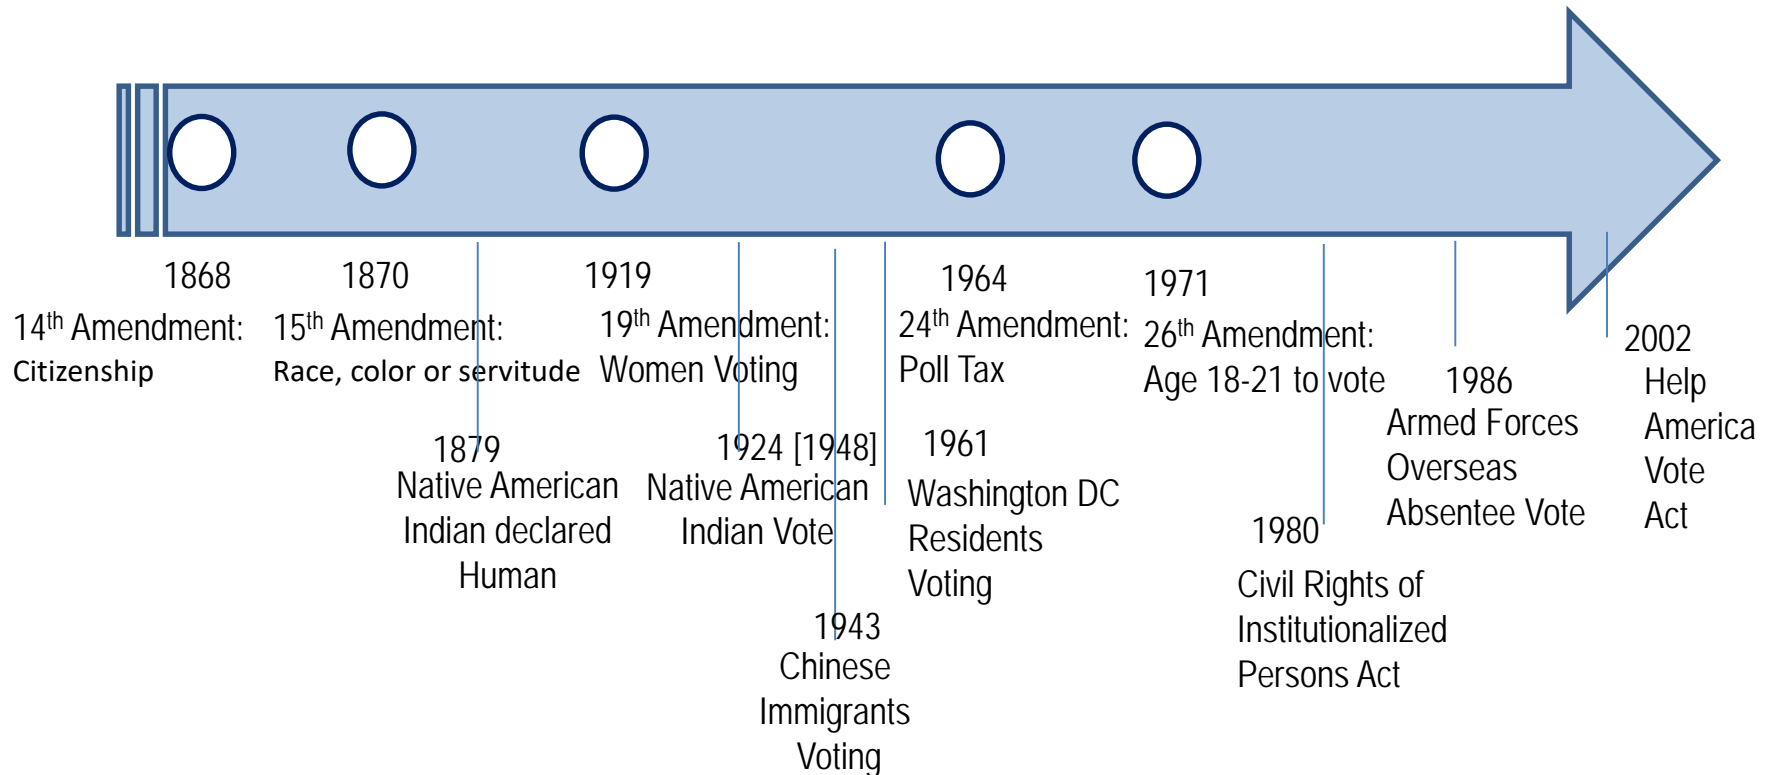 1868
14th Amendment:
Citizenship
1870
15th Amendment:
Race, color or servitude
1879
Native American
Indian declared
Human
1919
19th Amendment:
Women Voting
1924 [1948]
Native American
Indian Vote
1943
Chinese
Immigrants
Voting
1961
Washington DC
Residents
Voting
1964
24th Amendment:
Poll Tax
1971
26th Amendment:
Age 18-21 to vote
1980
Civil Rights of
Institutionalized
Persons Act
1986
Armed Forces
Overseas
Absentee Vote
2002
Help
America
Vote
Act